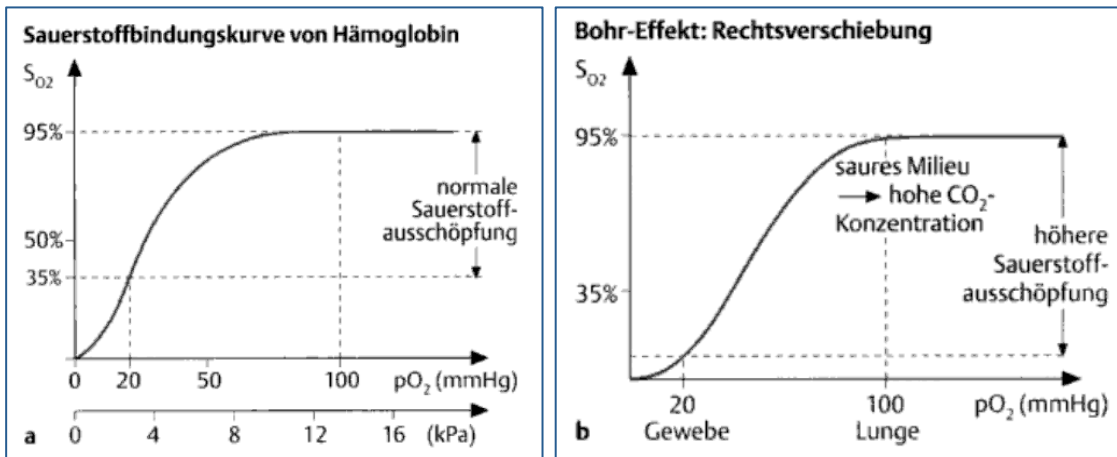 Sauerstoffbindungskurve von Hämoglobin
S_O2
95%
normale
Sauerstoff-
ausschöpfung
50%
35%
0 20 50 100 pO₂ (mmHg)
a 0 4 8 12 16 (kPa)
Bohr-Effekt: Rechtsverschiebung
S_O2
95%
saures Milieu
→ hohe CO₂-
Konzentration
höhere
Sauerstoff-
ausschöpfung
35%
20 100 pO₂ (mmHg)
b Gewebe Lunge